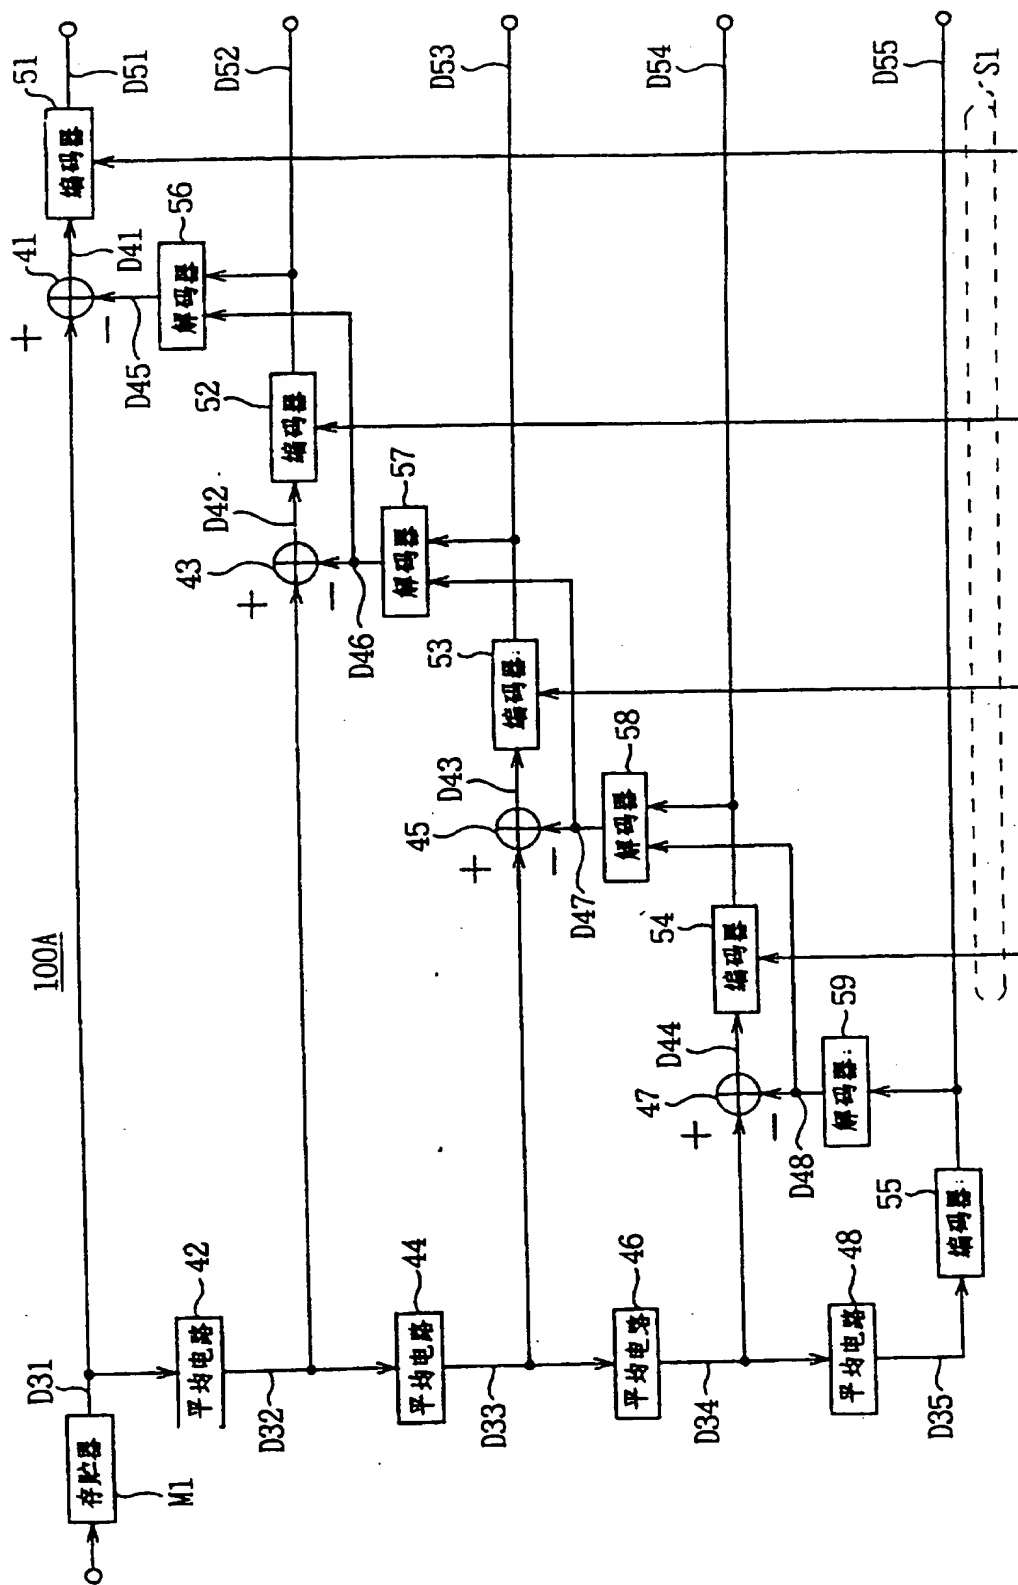 100A
存贮器
M1
D31
+
41
-
D41
51
编码器
D51
D45
56
解码器
42
平均电路
D32
+
43
-
D42
52
编码器
D52
D46
57
解码器
44
平均电路
D33
+
45
-
D43
53
编码器
D53
D47
58
解码器
46
平均电路
D34
+
47
-
D44
54
编码器
D54
D48
59
解码器
48
平均电路
D35
55
编码器
D55
S1